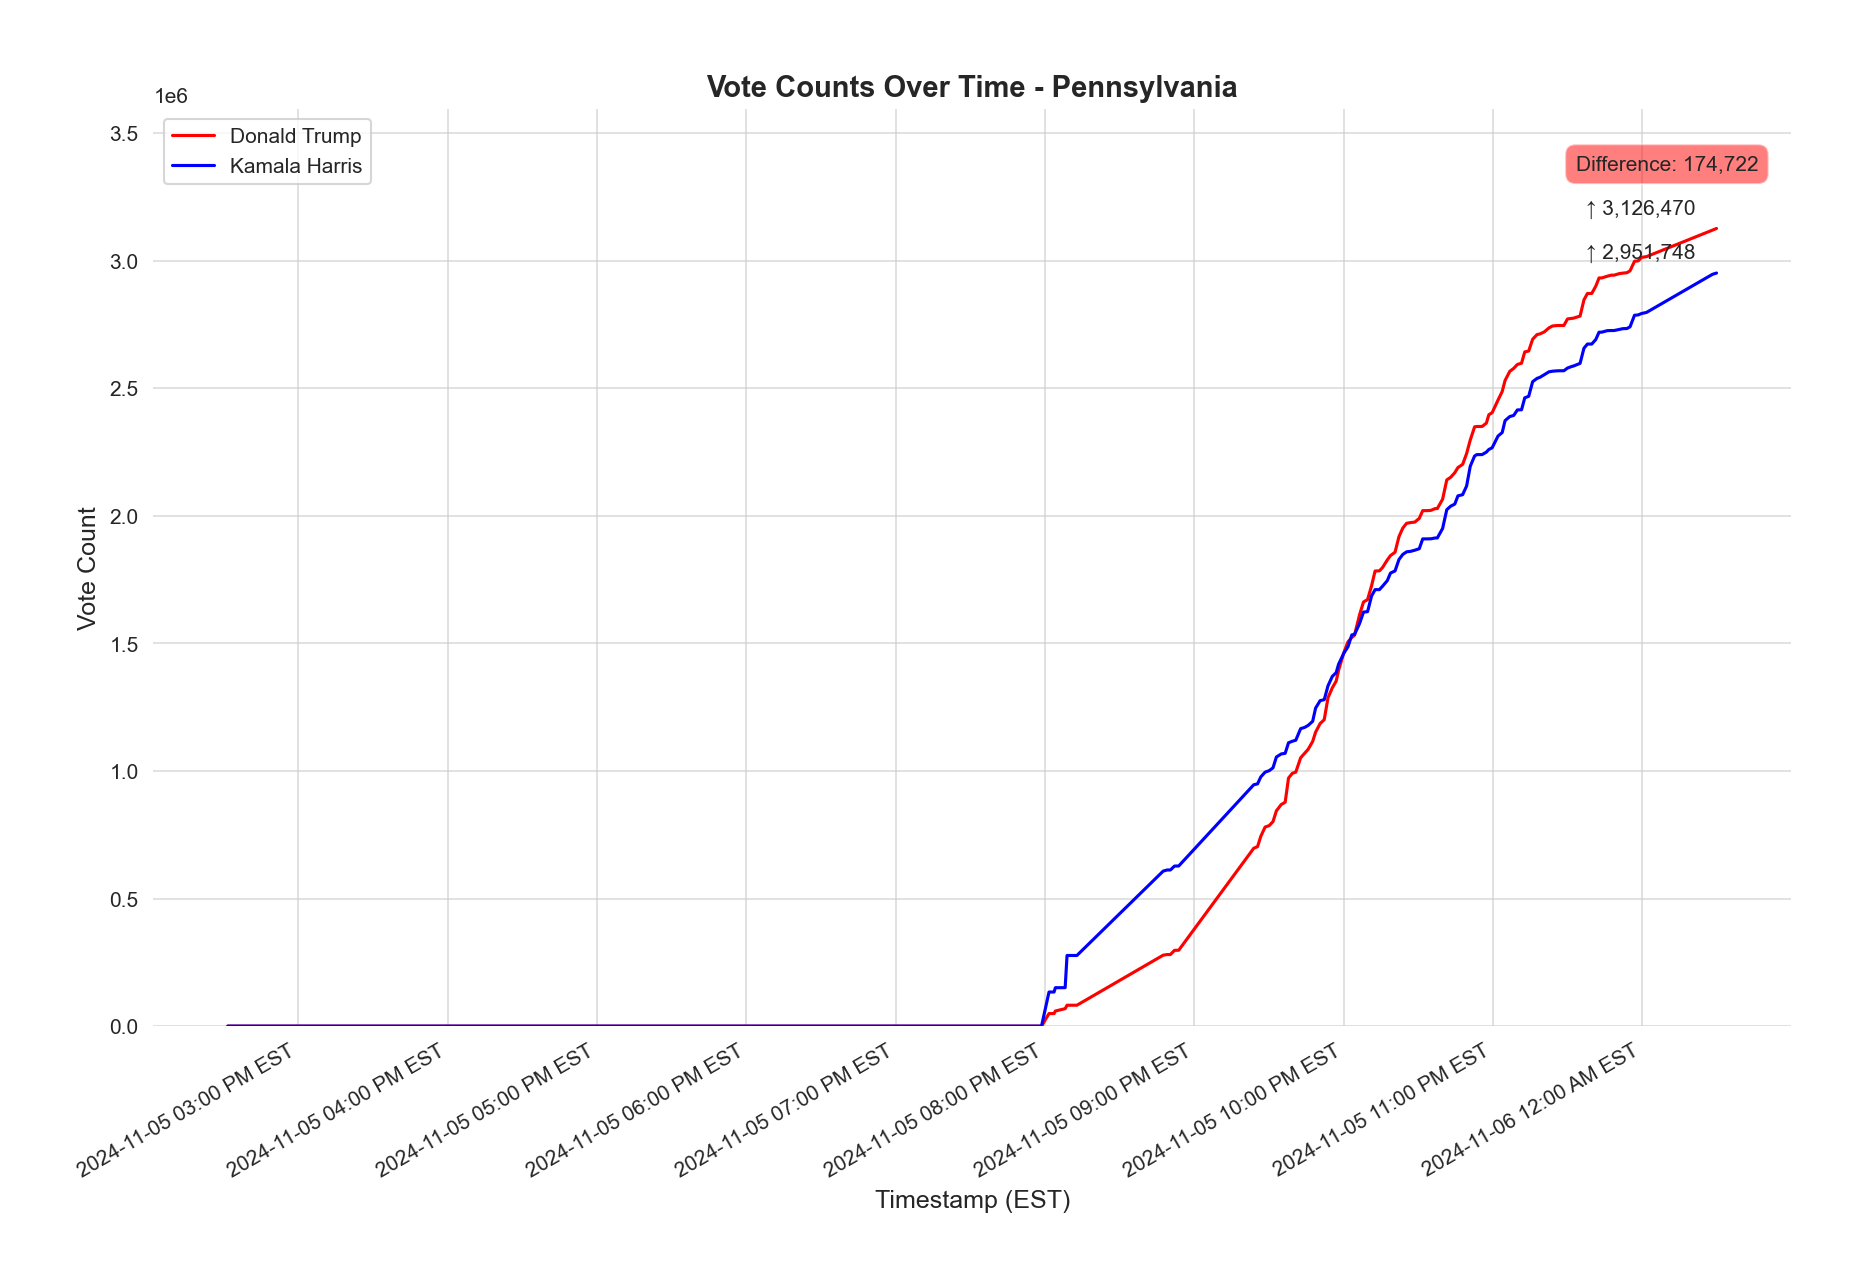 Vote Counts Over Time - Pennsylvania
1e6
Donald Trump
Kamala Harris
Difference: 174,722
↑ 3,126,470
↑ 2,951,748
3.5
3.0
2.5
2.0
1.5
1.0
0.5
0.0
Vote Count
2024-11-05 03:00 PM EST
2024-11-05 04:00 PM EST
2024-11-05 05:00 PM EST
2024-11-05 06:00 PM EST
2024-11-05 07:00 PM EST
2024-11-05 08:00 PM EST
2024-11-05 09:00 PM EST
2024-11-05 10:00 PM EST
2024-11-05 11:00 PM EST
2024-11-06 12:00 AM EST
Timestamp (EST)